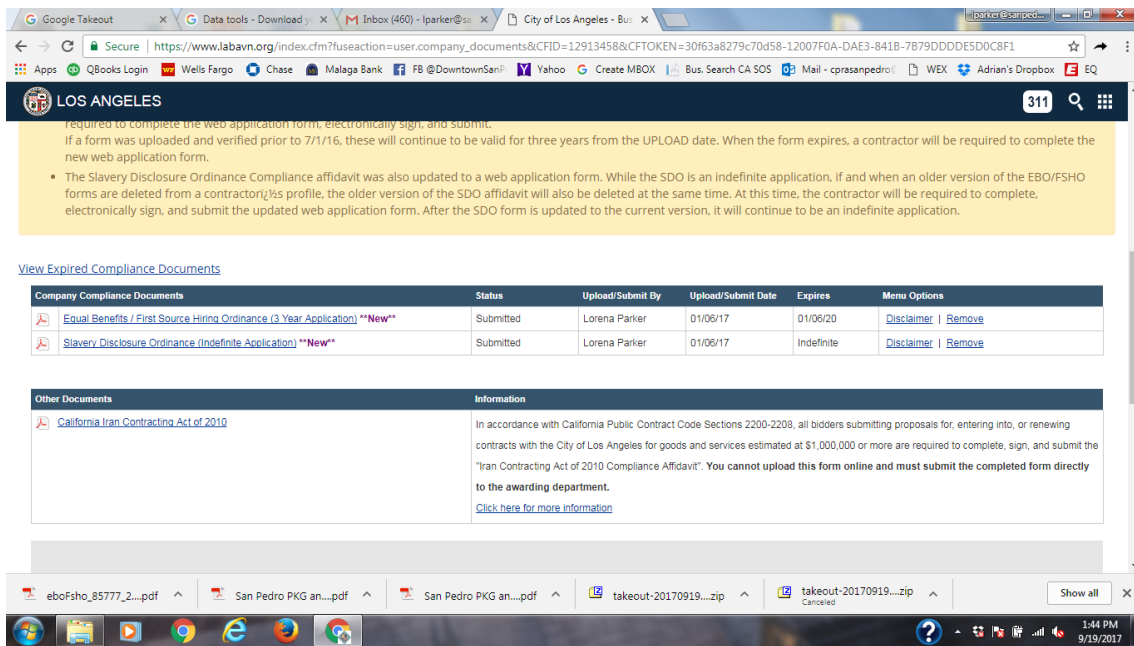 lparker@sanped...
Google Takeout
Data tools - Download y
Inbox (460) - lparker@sa
City of Los Angeles - Bus
Secure | https://www.labavn.org/index.cfm?fuseaction=user.company_documents&CFID=12913458&CFTOKEN=30f63a8279c70d58-12007F0A-DAE3-841B-7B79DDDDE5D0C8F1
Apps QBooks Login Wells Fargo Chase Malaga Bank FB @DowntownSanP Yahoo Create MBOX Bus. Search CA SOS Mail - cprasanpedro@ WEX Adrian's Dropbox EQ
LOS ANGELES 311
required to complete the web application form, electronically sign, and submit.
If a form was uploaded and verified prior to 7/1/16, these will continue to be valid for three years from the UPLOAD date. When the form expires, a contractor will be required to complete the
new web application form.
• The Slavery Disclosure Ordinance Compliance affidavit was also updated to a web application form. While the SDO is an indefinite application, if and when an older version of the EBO/FSHO
forms are deleted from a contractorï¿½s profile, the older version of the SDO affidavit will also be deleted at the same time. At this time, the contractor will be required to complete,
electronically sign, and submit the updated web application form. After the SDO form is updated to the current version, it will continue to be an indefinite application.
View Expired Compliance Documents
Company Compliance Documents Status Upload/Submit By Upload/Submit Date Expires Menu Options
Equal Benefits / First Source Hiring Ordinance (3 Year Application) **New** Submitted Lorena Parker 01/06/17 01/06/20 Disclaimer | Remove
Slavery Disclosure Ordinance (Indefinite Application) **New** Submitted Lorena Parker 01/06/17 Indefinite Disclaimer | Remove
Other Documents Information
California Iran Contracting Act of 2010
In accordance with California Public Contract Code Sections 2200-2208, all bidders submitting proposals for, entering into, or renewing
contracts with the City of Los Angeles for goods and services estimated at $1,000,000 or more are required to complete, sign, and submit the
"Iran Contracting Act of 2010 Compliance Affidavit". You cannot upload this form online and must submit the completed form directly
to the awarding department.
Click here for more information
eboFsho_85777_2....pdf San Pedro PKG an....pdf San Pedro PKG an....pdf takeout-20170919....zip takeout-20170919....zip Show all
Canceled
1:44 PM
9/19/2017